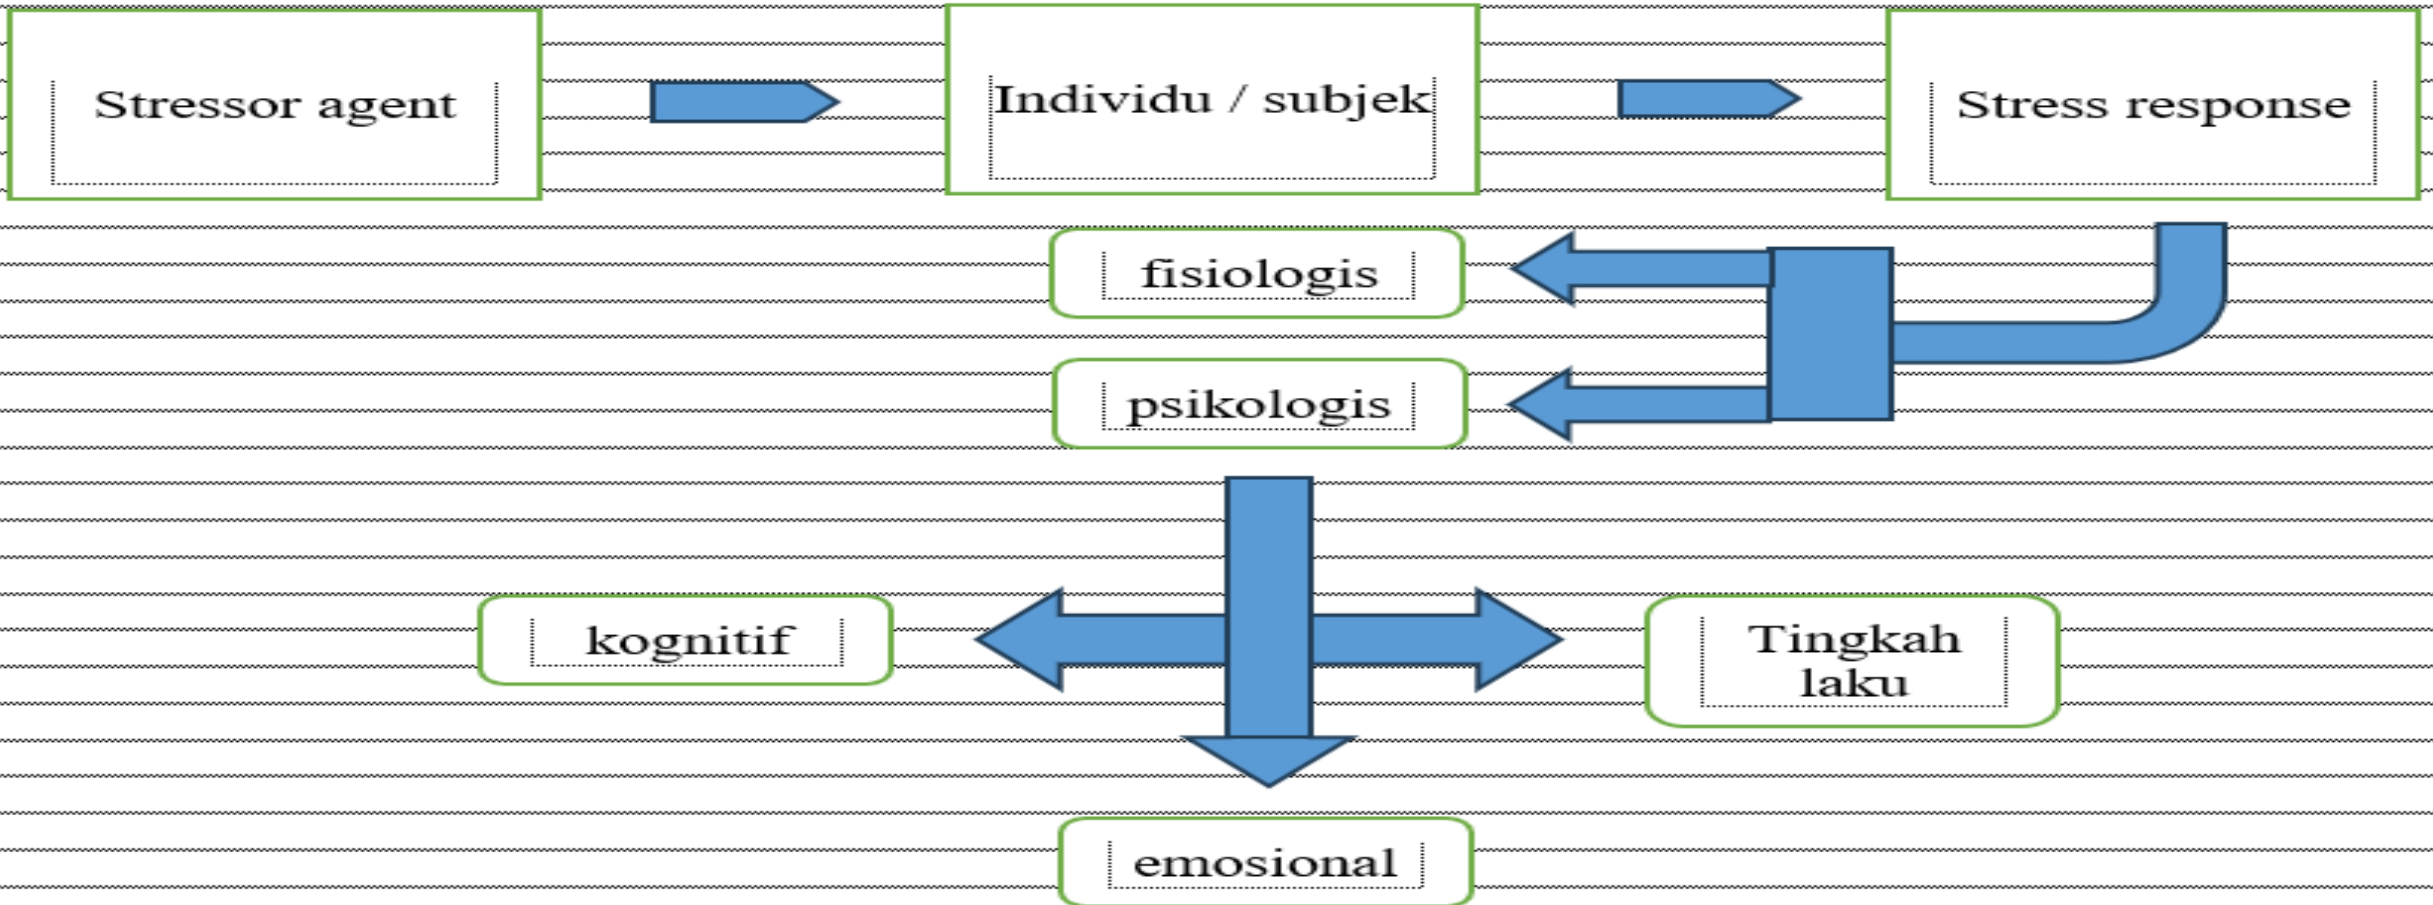 Stressor agent
Individu / subjek
Stress response
fisiologis
psikologis
kognitif
Tingkah
laku
emosional